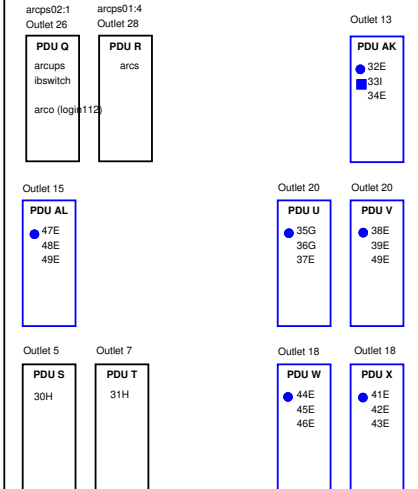 arcps02:1
Outlet 26
PDU Q
arcups
ibswitch
arco (login112)
arcps01:4
Outlet 28
PDU R
arcs
Outlet 13
PDU AK
32E
33I
34E
Outlet 15
PDU AL
47E
48E
49E
Outlet 20
PDU U
35G
36G
37E
Outlet 20
PDU V
38E
39E
49E
Outlet 5
PDU S
30H
Outlet 7
PDU T
31H
Outlet 18
PDU W
44E
45E
46E
Outlet 18
PDU X
41E
42E
43E